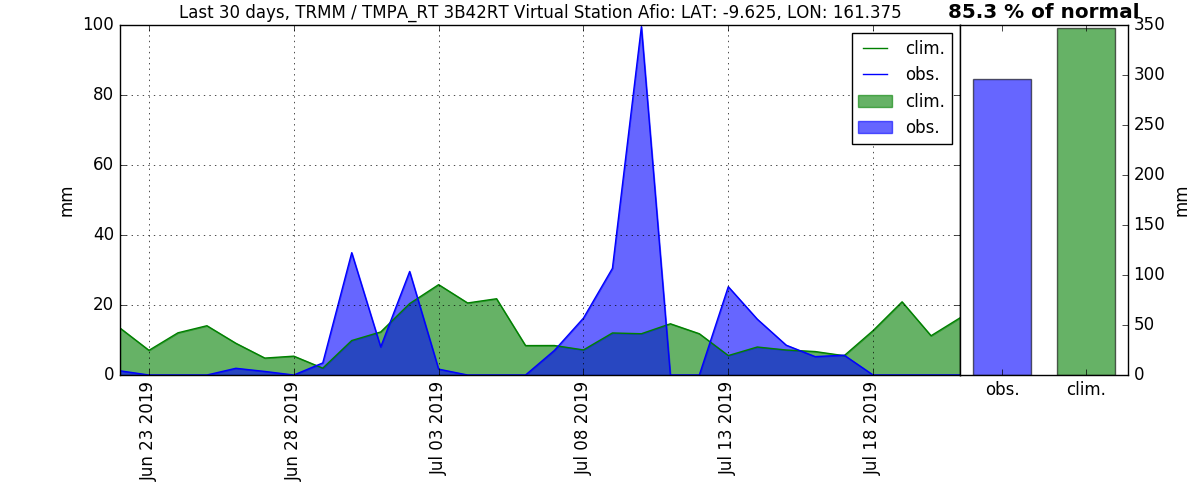 Last 30 days, TRMM / TMPA_RT 3B42RT Virtual Station Afio: LAT: -9.625, LON: 161.375
85.3 % of normal
100
80
60
40
20
0
mm
clim.
obs.
clim.
obs.
Jun 23 2019
Jun 28 2019
Jul 03 2019
Jul 08 2019
Jul 13 2019
Jul 18 2019
350
300
250
200
150
100
50
0
mm
obs.
clim.